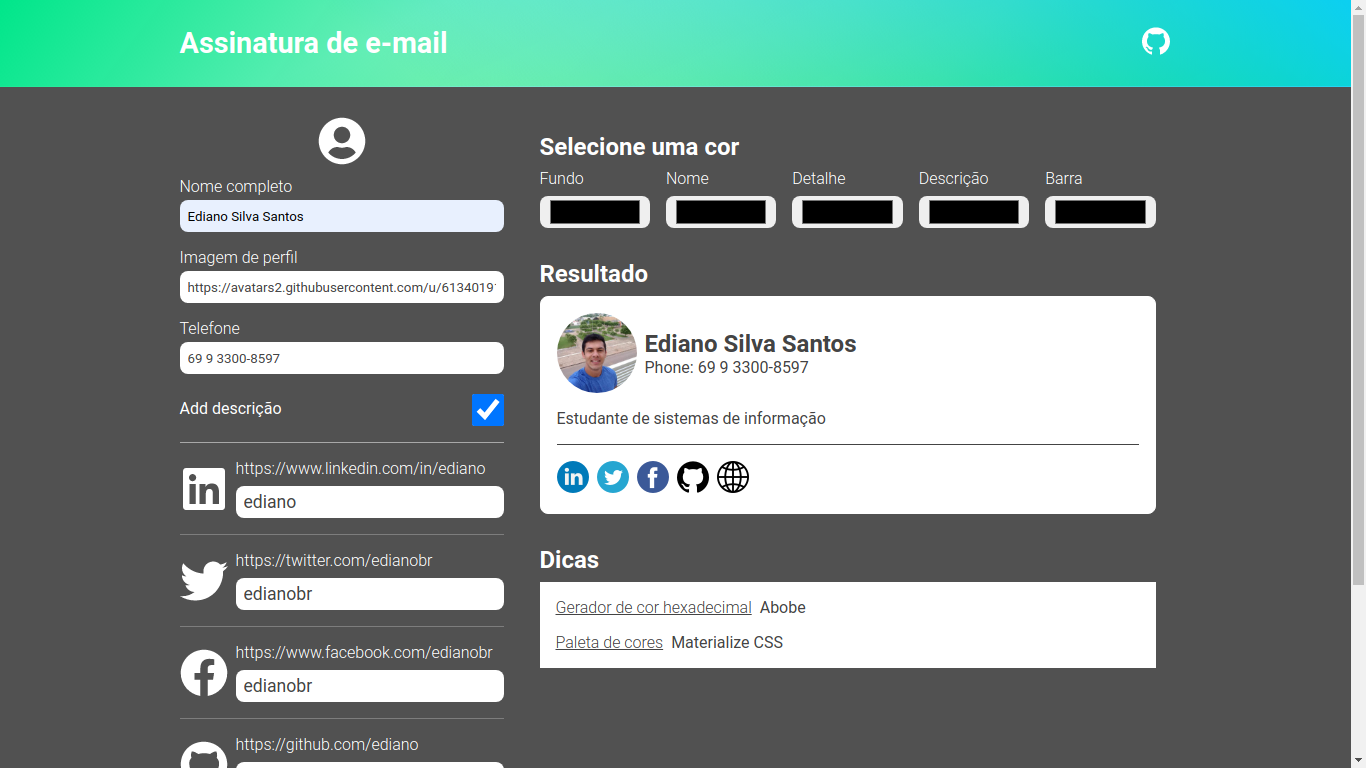 Assinatura de e-mail
Nome completo
Ediano Silva Santos
Imagem de perfil
https://avatars2.githubusercontent.com/u/6134019
Telefone
69 9 3300-8597
Add descrição
https://www.linkedin.com/in/ediano
in
ediano
https://twitter.com/edianobr
edianobr
https://www.facebook.com/edianobr
edianobr
https://github.com/ediano
Selecione uma cor
Fundo Nome Detalhe Descrição Barra
Resultado
Ediano Silva Santos
Phone: 69 9 3300-8597
Estudante de sistemas de informação
in
Dicas
Gerador de cor hexadecimal Abobe
Paleta de cores Materialize CSS